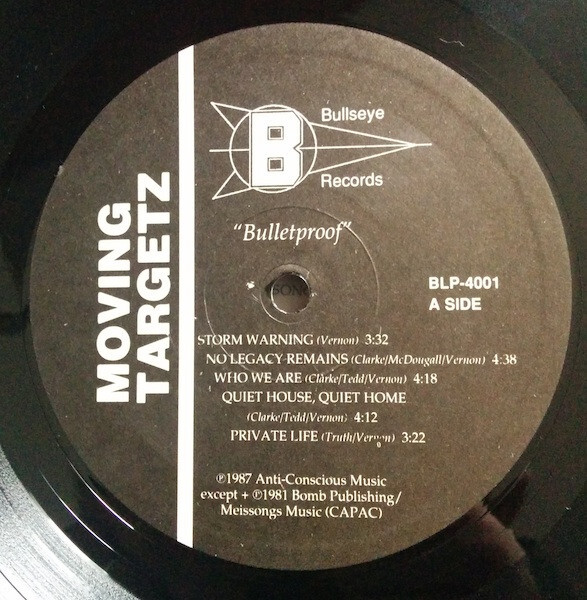 MOVING
TARGETZ
B
Bullseye
Records
"Bulletproof"
BLP-4001
A SIDE
STORM WARNING (Vernon) 3:32
NO LEGACY REMAINS (Clarke/McDougall/Vernon) 4:38
WHO WE ARE (Clarke/Tedd/Vernon) 4:18
QUIET HOUSE, QUIET HOME
(Clarke/Tedd/Vernon) 4:12
PRIVATE LIFE (Truth/Vernon) 3:22
℗1987 Anti-Conscious Music
except + ℗1981 Bomb Publishing/
Meissongs Music (CAPAC)